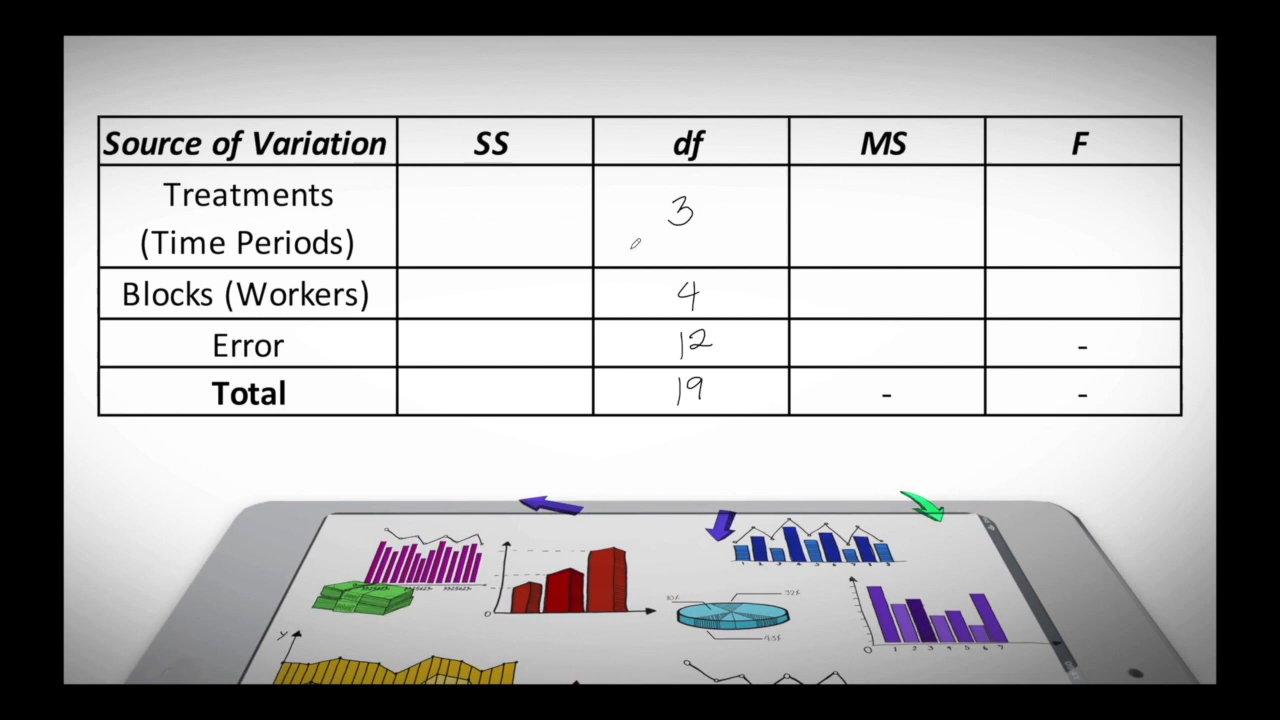 Source of Variation SS df MS F
Treatments
(Time Periods) 3
Blocks (Workers) 4
Error 12 -
Total 19 - -